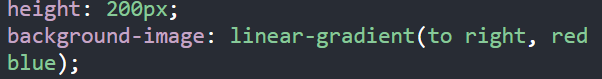 height: 200px;
background-image: linear-gradient(to right, red
blue);